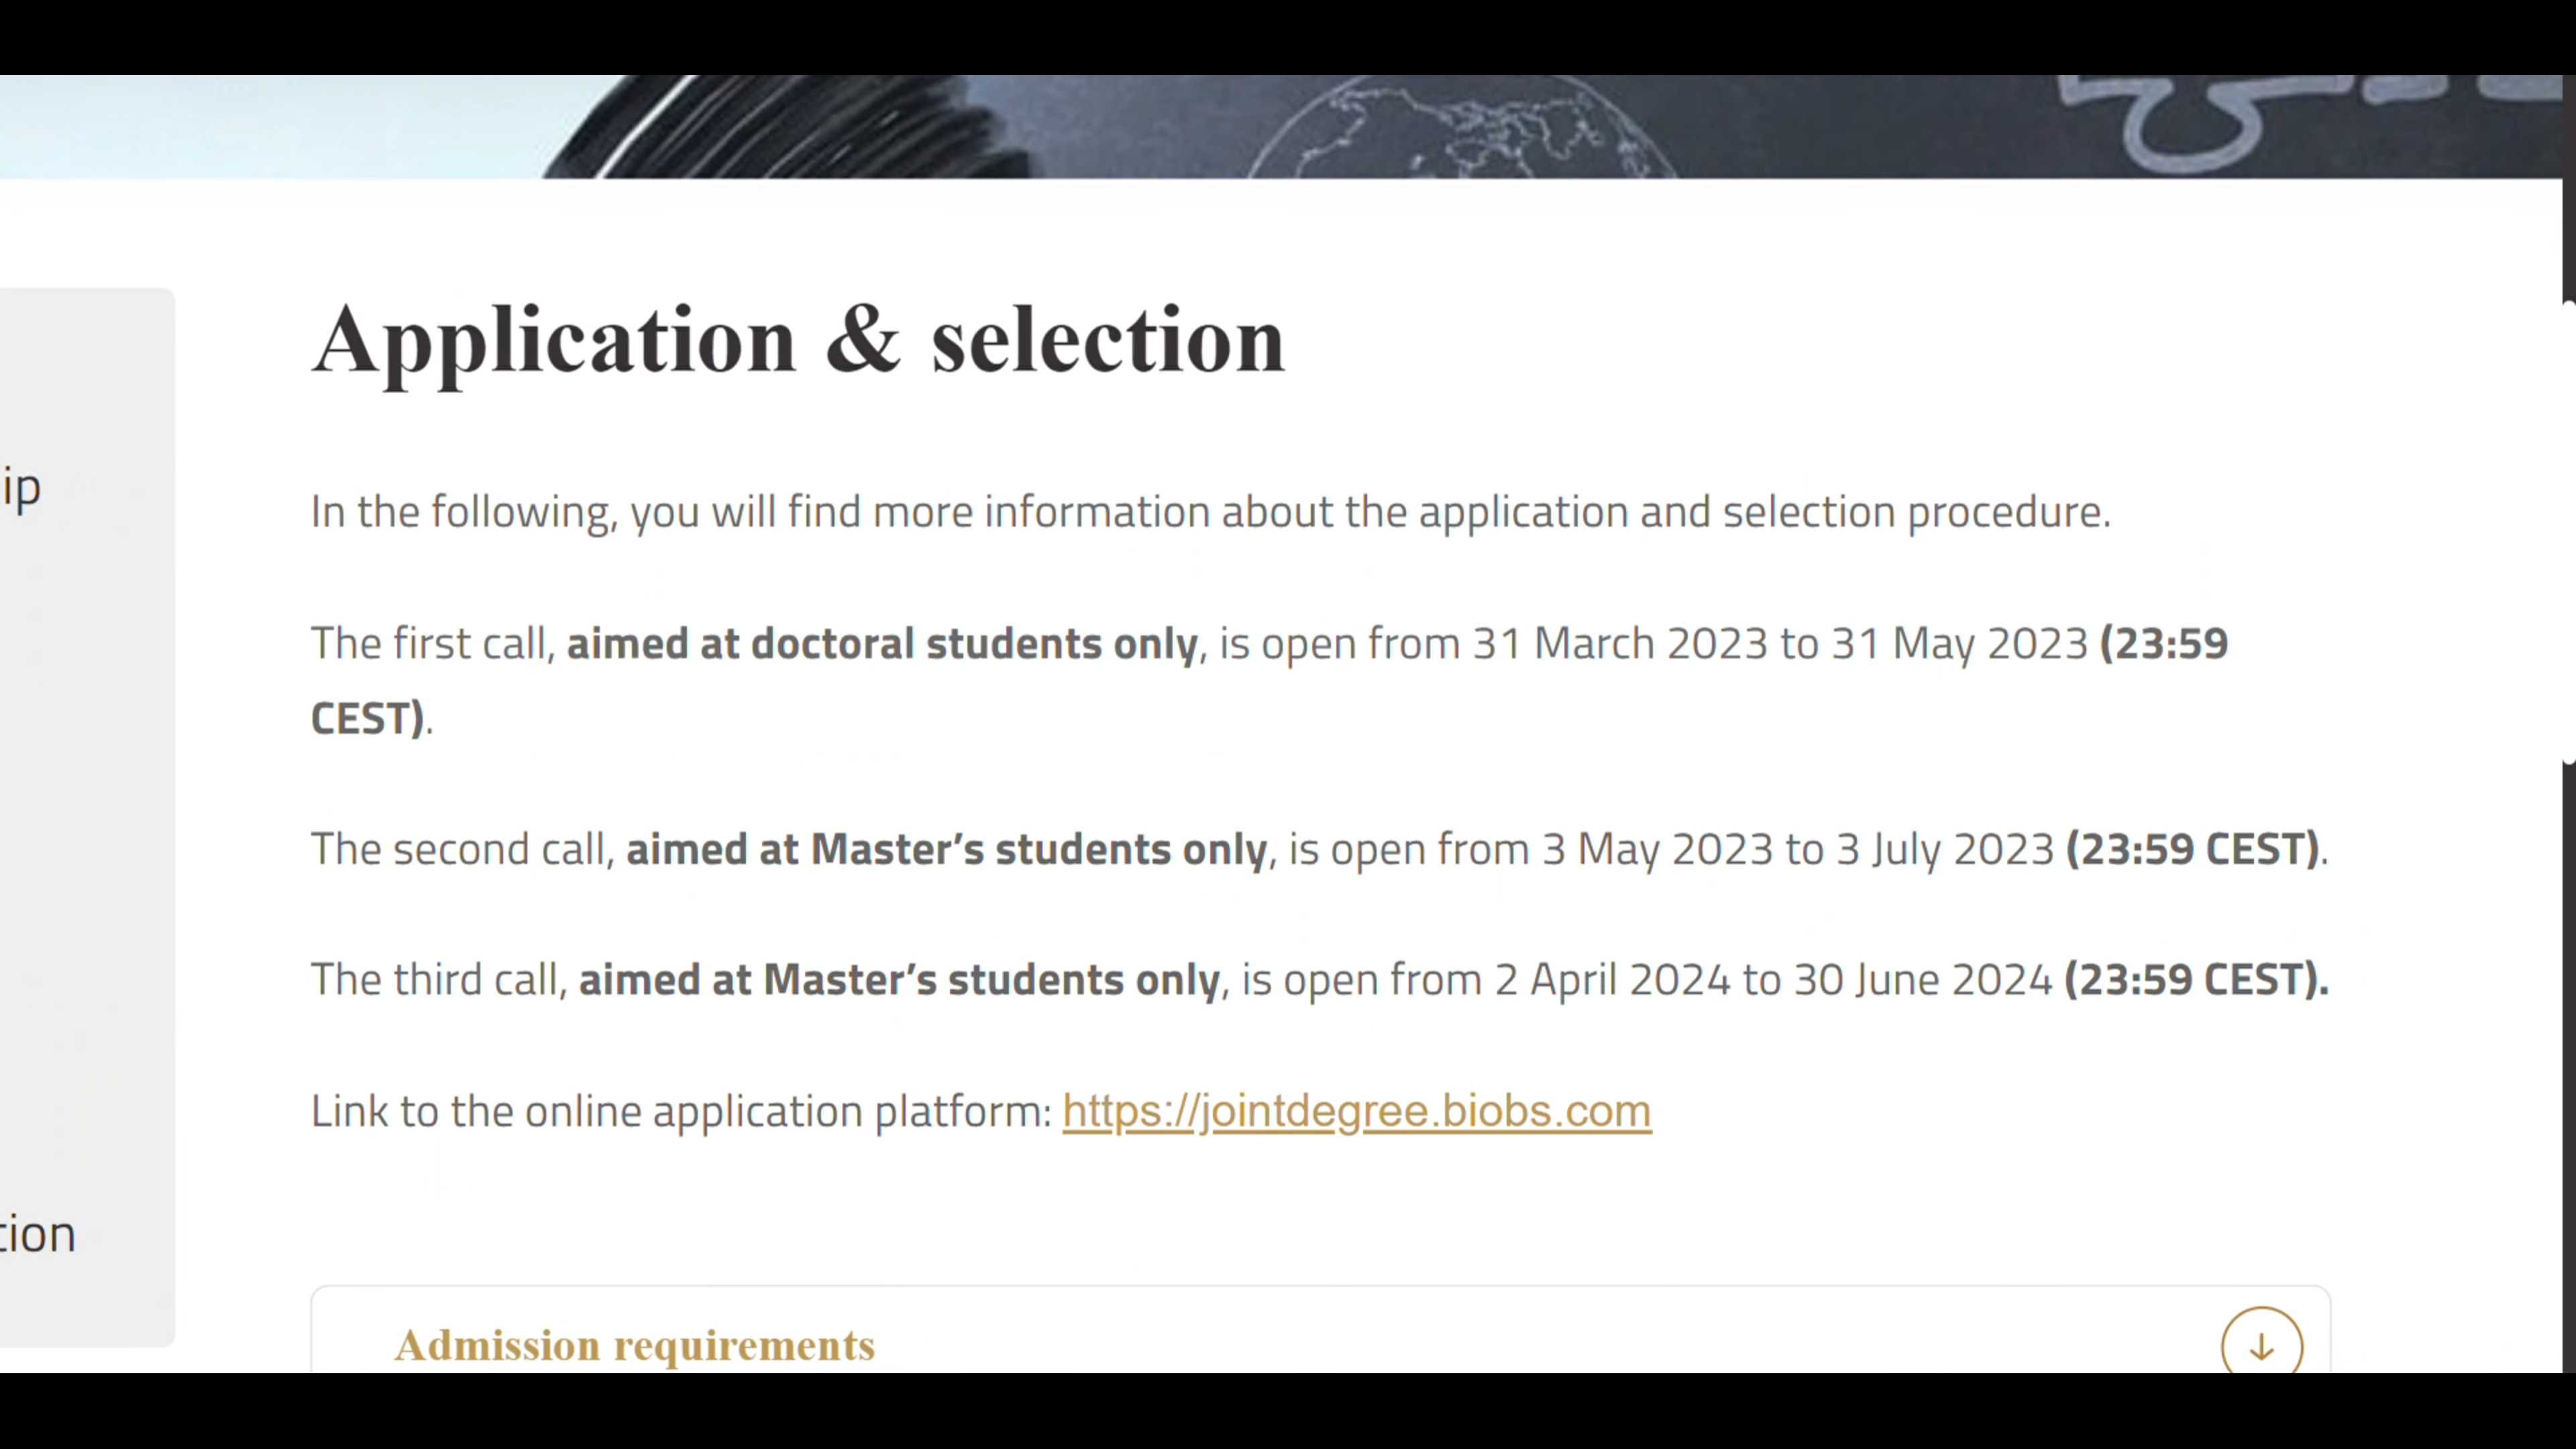 Application & selection
ip
In the following, you will find more information about the application and selection procedure.
The first call, aimed at doctoral students only, is open from 31 March 2023 to 31 May 2023 (23:59
CEST).
The second call, aimed at Master’s students only, is open from 3 May 2023 to 3 July 2023 (23:59 CEST).
The third call, aimed at Master’s students only, is open from 2 April 2024 to 30 June 2024 (23:59 CEST).
Link to the online application platform: https://jointdegree.biobs.com
tion
Admission requirements